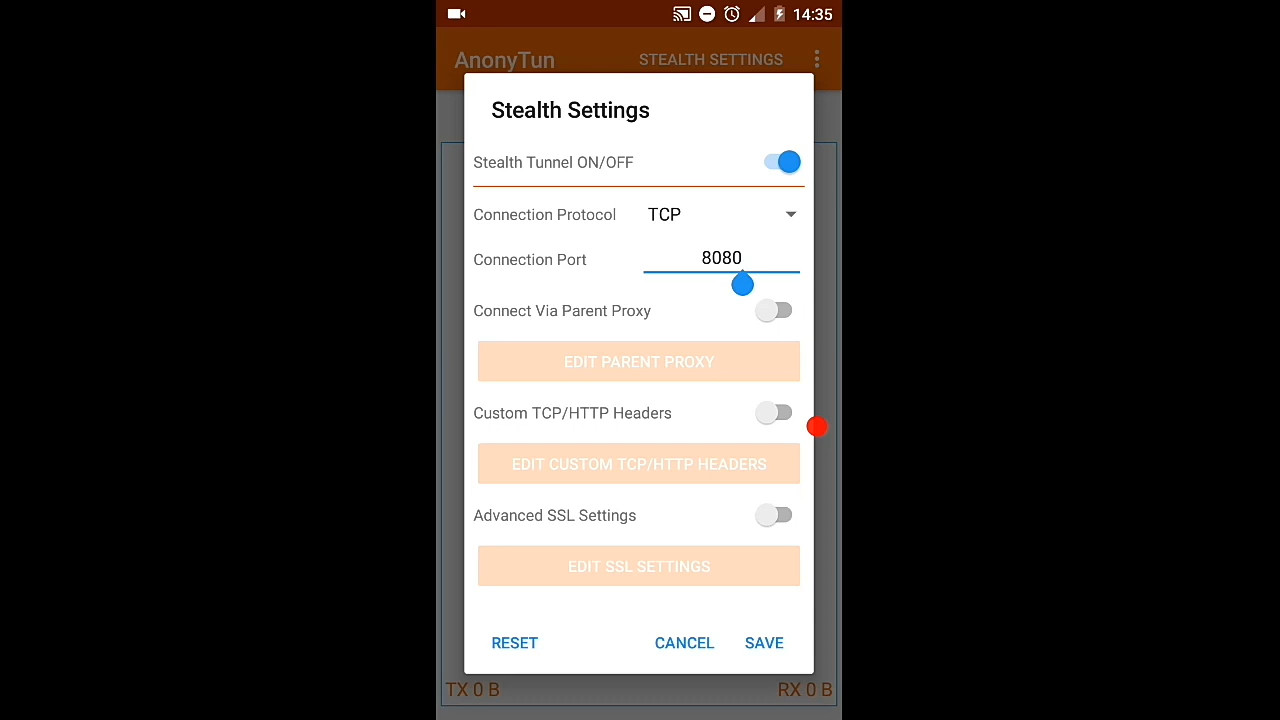 14:35
AnonyTun STEALTH SETTINGS
Stealth Settings
Stealth Tunnel ON/OFF
Connection Protocol TCP
Connection Port 8080
Connect Via Parent Proxy
EDIT PARENT PROXY
Custom TCP/HTTP Headers
EDIT CUSTOM TCP/HTTP HEADERS
Advanced SSL Settings
EDIT SSL SETTINGS
RESET CANCEL SAVE
TX 0 B RX 0 B